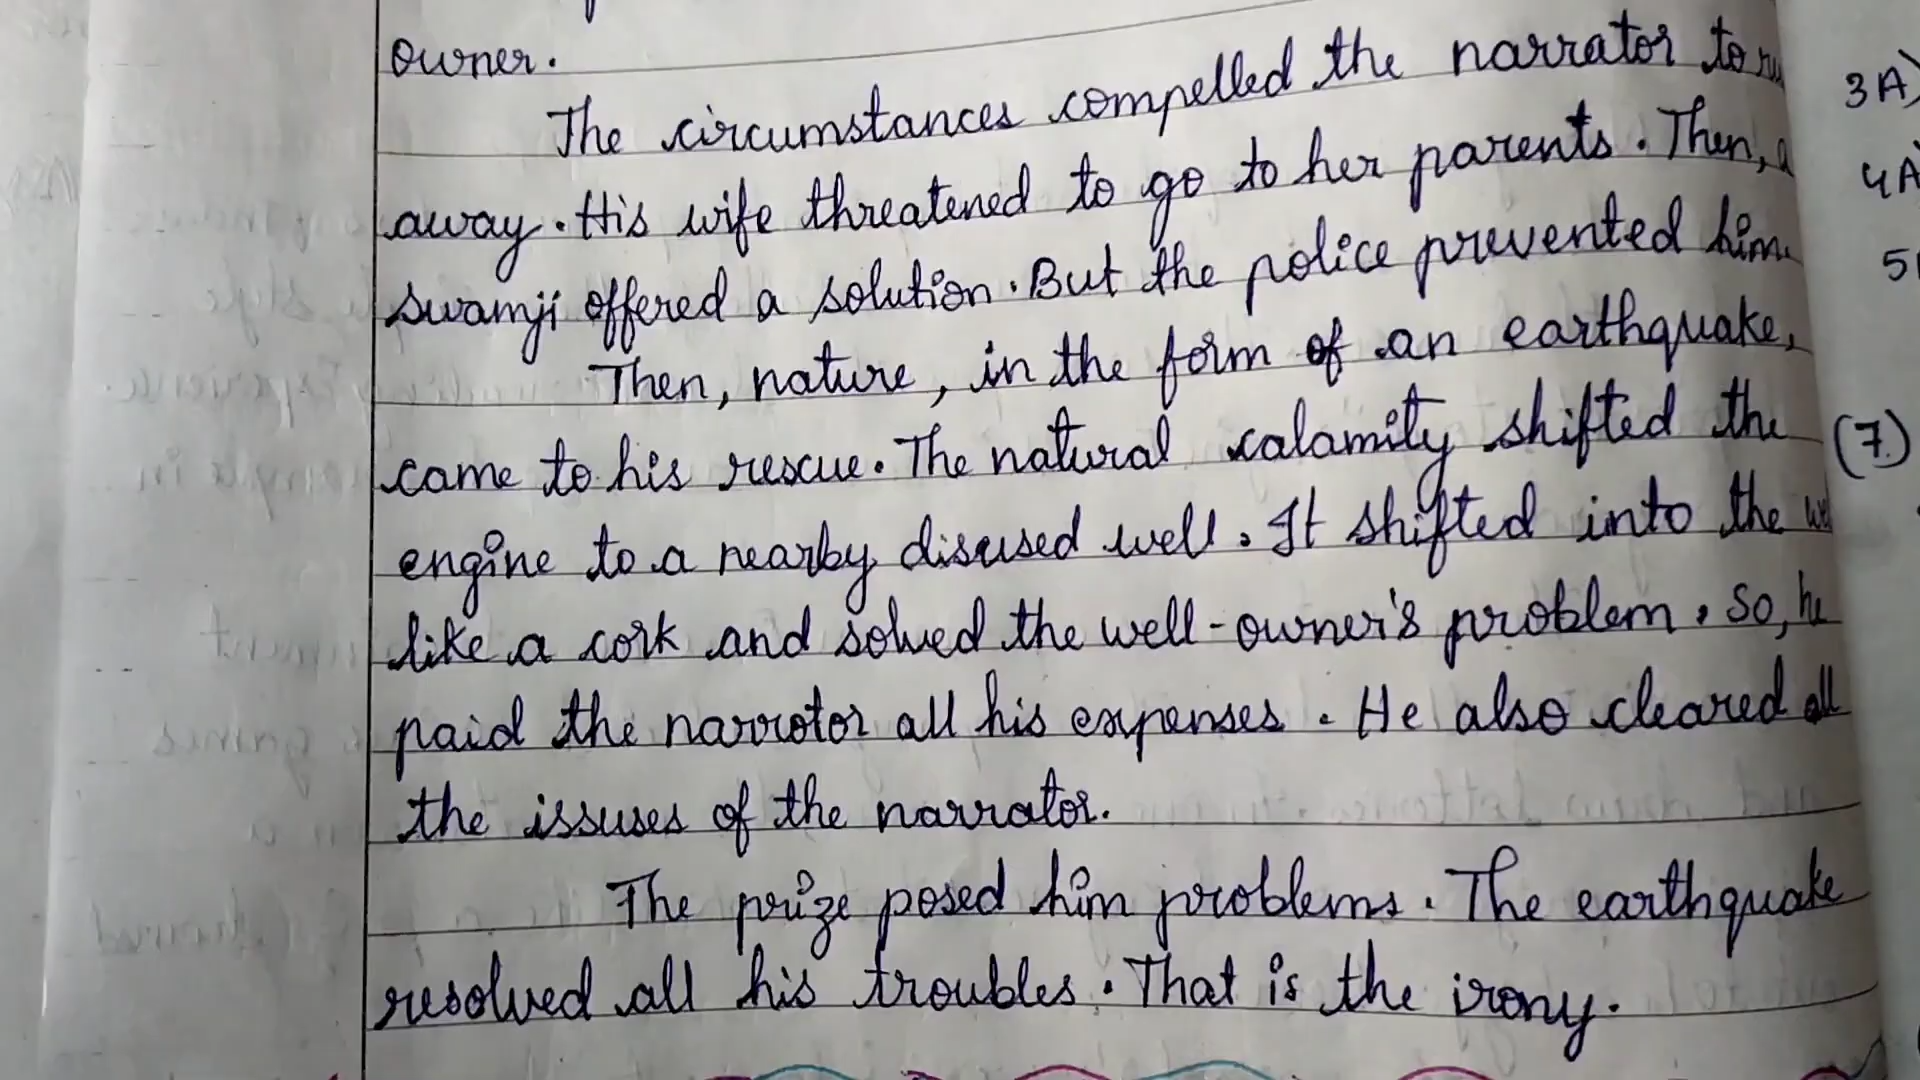 owner.
The circumstances compelled the narrator to
away. His wife threatened to go to her parents. Then, a
swamji offered a solution. But the police prevented him.
Then, nature, in the form of an earthquake,
came to his rescue. The natural calamity shifted the
engine to a nearby disused well. It shifted into the
like a cork and solved the well-owner's problem. So, he
paid the narrotor all his expenses. He also cleared all
the issuses of the narrator.
The prize posed him problems. The earthquake
resolved all his troubles. That is the irony.
3A)
4A
5
(7.)